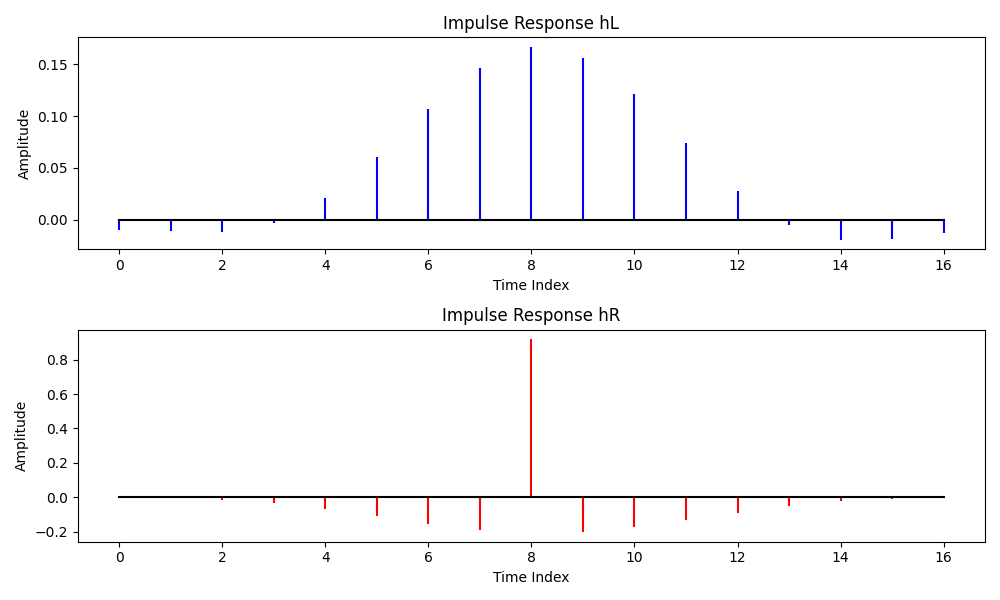 Impulse Response hL
Amplitude
0.15
0.10
0.05
0.00
0 2 4 6 8 10 12 14 16
Time Index
Impulse Response hR
Amplitude
0.8
0.6
0.4
0.2
0.0
−0.2
0 2 4 6 8 10 12 14 16
Time Index